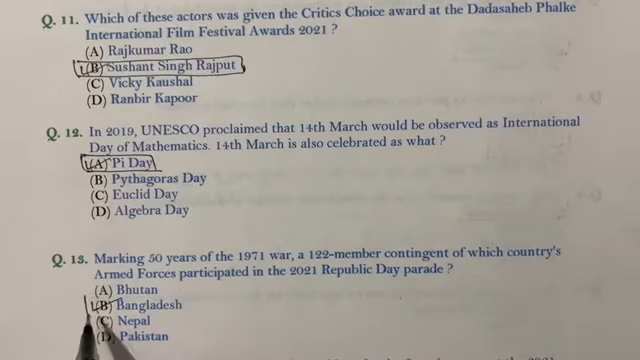 Q. 11. Which of these actors was given the Critics Choice award at the Dadasaheb Phalke
International Film Festival Awards 2021 ?
(A) Rajkumar Rao
(B) Sushant Singh Rajput
(C) Vicky Kaushal
(D) Ranbir Kapoor
Q. 12. In 2019, UNESCO proclaimed that 14th March would be observed as International
Day of Mathematics. 14th March is also celebrated as what ?
(A) Pi Day
(B) Pythagoras Day
(C) Euclid Day
(D) Algebra Day
Q. 13. Marking 50 years of the 1971 war, a 122-member contingent of which country's
Armed Forces participated in the 2021 Republic Day parade ?
(A) Bhutan
(B) Bangladesh
(C) Nepal
(D) Pakistan